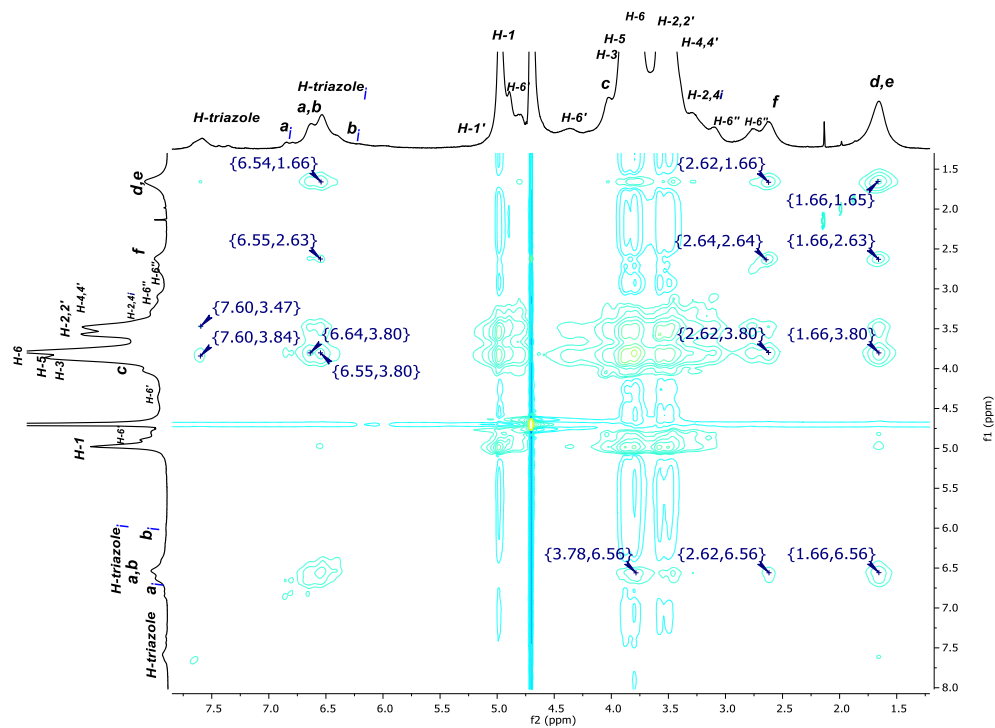 H-6
H-2,2'
H-1
H-5
H-4,4'
H-3
H-6'
c
H-triazole i
d,e
H-triazole
a,b
a i
b i
H-1'
H-6'
H-2,4i
H-6''
H-6''
f
{6.54,1.66}
{2.62,1.66}
{1.66,1.65}
{6.55,2.63}
{2.64,2.64}
{1.66,2.63}
{7.60,3.47}
{7.60,3.84}
{6.64,3.80}
{6.55,3.80}
{2.62,3.80}
{1.66,3.80}
{3.78,6.56}
{2.62,6.56}
{1.66,6.56}
d,e
f
H-6''
H-6''
H-2,4i
H-4,4'
H-2,2'
H-6
H-5
H-3
c
H-6'
H-6'
H-1
b i
H-triazole i
a,b
a i
H-triazole
1.5
2.0
2.5
3.0
3.5
4.0
4.5
5.0
5.5
6.0
6.5
7.0
7.5
8.0
f1 (ppm)
7.5 7.0 6.5 6.0 5.5 5.0 4.5 4.0 3.5 3.0 2.5 2.0 1.5
f2 (ppm)